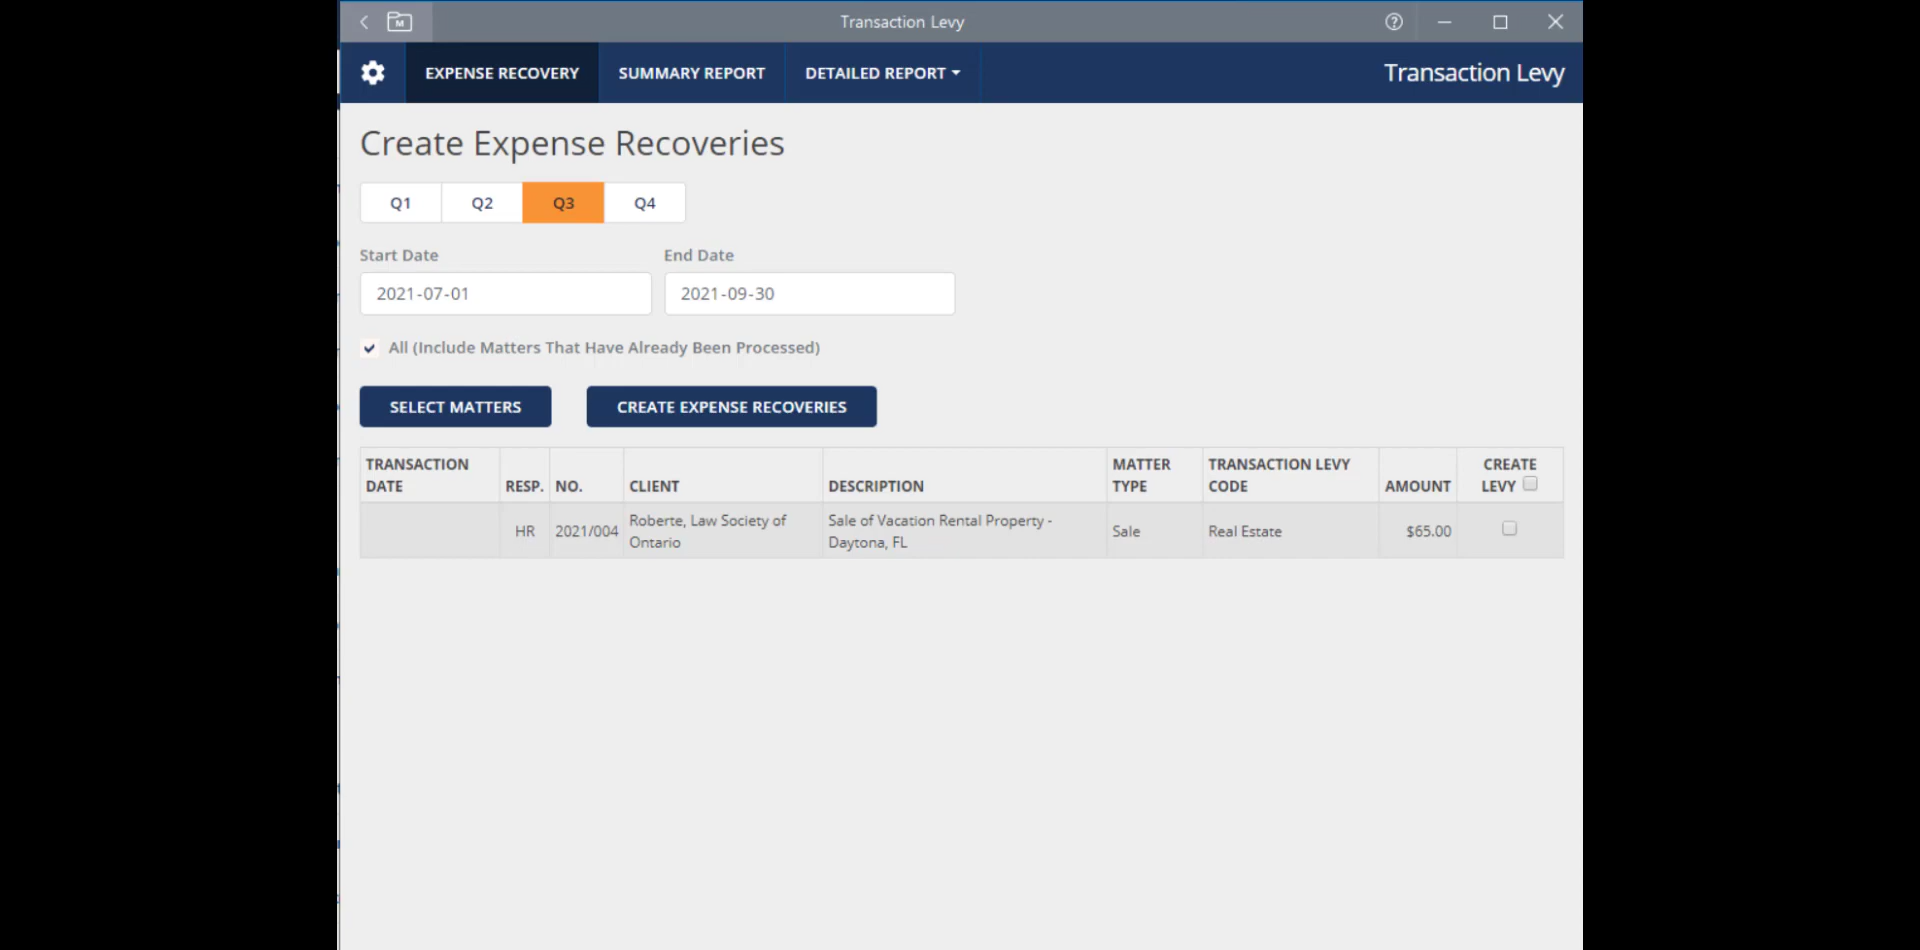 Transaction Levy
EXPENSE RECOVERY SUMMARY REPORT DETAILED REPORT Transaction Levy
Create Expense Recoveries
Q1 Q2 Q3 Q4
Start Date End Date
2021-07-01 2021-09-30
All (Include Matters That Have Already Been Processed)
SELECT MATTERS CREATE EXPENSE RECOVERIES
TRANSACTION MATTER TRANSACTION LEVY CREATE
DATE RESP. NO. CLIENT DESCRIPTION TYPE CODE AMOUNT LEVY
Roberte, Law Society of Sale of Vacation Rental Property -
HR 2021/004 Ontario Daytona, FL Sale Real Estate $65.00